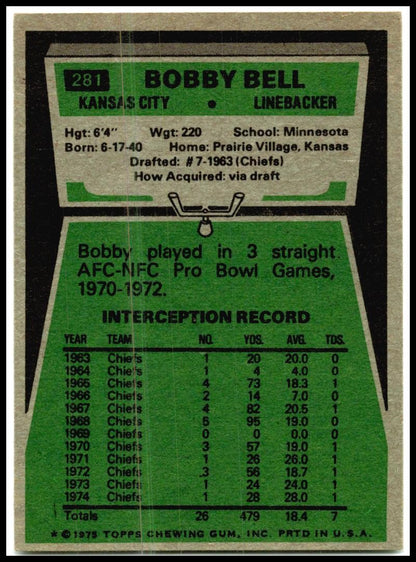 281 BOBBY BELL
KANSAS CITY • LINEBACKER
Hgt: 6'4" Wgt: 220 School: Minnesota
Born: 6-17-40 Home: Prairie Village, Kansas
Drafted: #7-1963 (Chiefs)
How Acquired: via draft
Bobby played in 3 straight
AFC-NFC Pro Bowl Games,
1970-1972.
INTERCEPTION RECORD
YEAR TEAM NO. YDS. AVG. TDS.
1963 Chiefs 1 20 20.0 0
1964 Chiefs 1 4 4.0 0
1965 Chiefs 4 73 18.3 1
1966 Chiefs 2 14 7.0 0
1967 Chiefs 4 82 20.5 1
1968 Chiefs 5 95 19.0 0
1969 Chiefs 0 0 0.0 0
1970 Chiefs 3 57 19.0 1
1971 Chiefs 1 26 26.0 1
1972 Chiefs 3 56 18.7 1
1973 Chiefs 1 24 24.0 1
1974 Chiefs 1 28 28.0 1
Totals 26 479 18.4 7
* © 1975 TOPPS CHEWING GUM, INC. PRTD IN U.S.A.